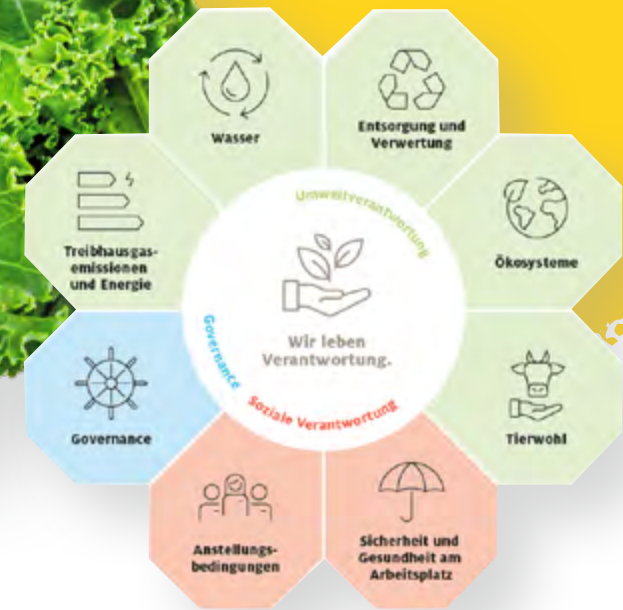 Wasser
Entsorgung und
Verwertung
Ökosysteme
Tierwohl
Sicherheit und
Gesundheit am
Arbeitsplatz
Anstellungs-
bedingungen
Governance
Treibhausgas-
emissionen
und Energie
Umweltverantwortung
Wir leben
Verantwortung.
Governance
Soziale Verantwortung